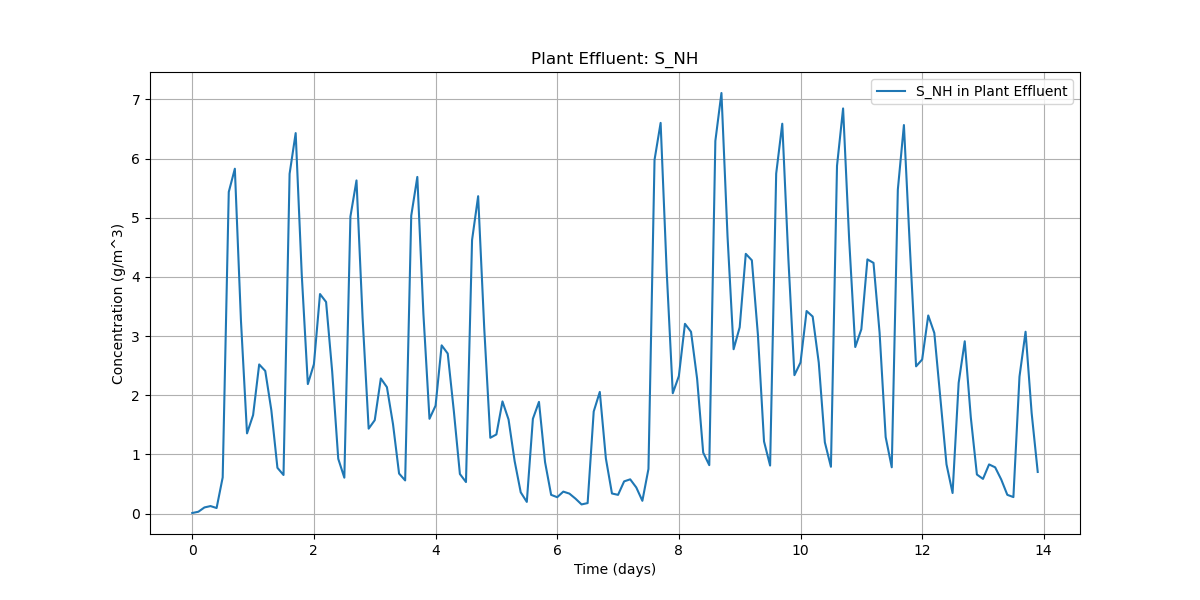 Plant Effluent: S_NH
S_NH in Plant Effluent
Concentration (g/m^3)
7
6
5
4
3
2
1
0
0 2 4 6 8 10 12 14
Time (days)